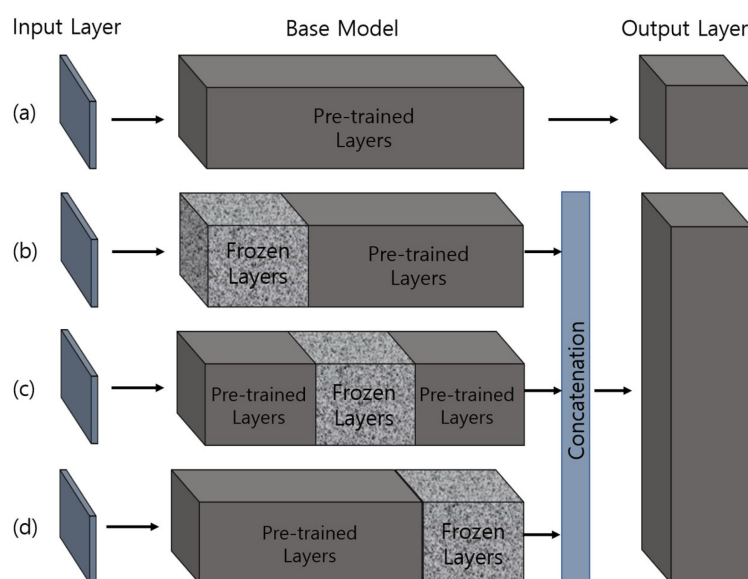 Input Layer
Base Model
Output Layer
(a)
Pre-trained
Layers
(b)
Frozen
Layers
Pre-trained
Layers
(c)
Pre-trained
Layers
Frozen
Layers
Pre-trained
Layers
Concatenation
(d)
Pre-trained
Layers
Frozen
Layers